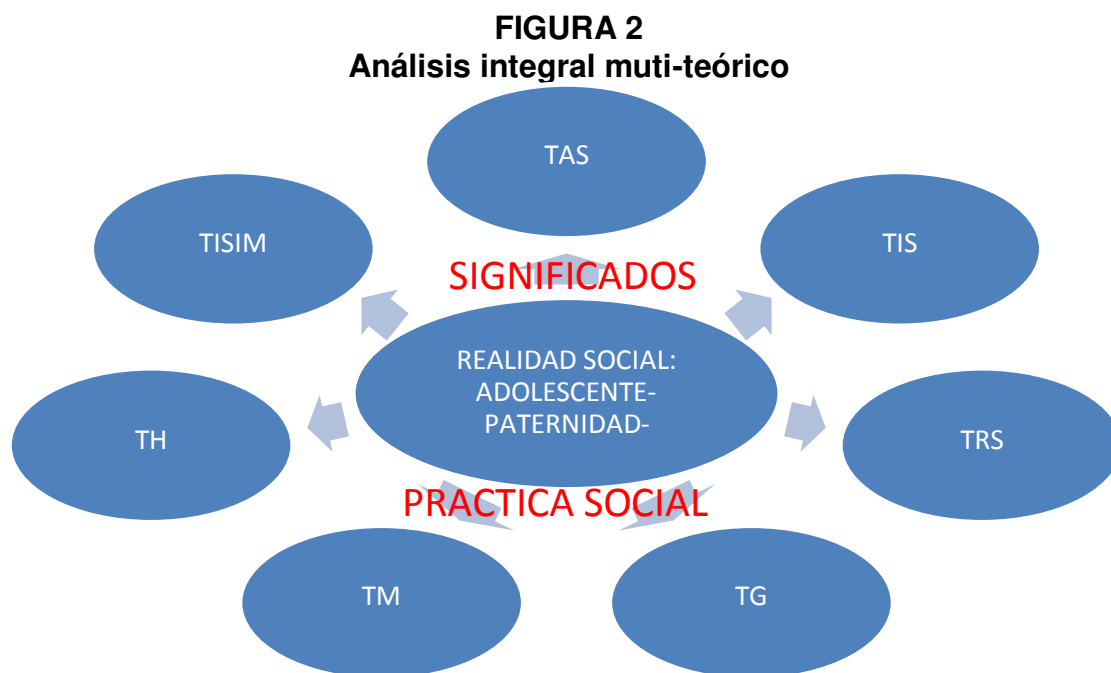 FIGURA 2
Análisis integral muti-teórico
TAS
TISIM
TIS
SIGNIFICADOS
REALIDAD SOCIAL:
ADOLESCENTE-
PATERNIDAD-
TH
TRS
PRACTICA SOCIAL
TM
TG